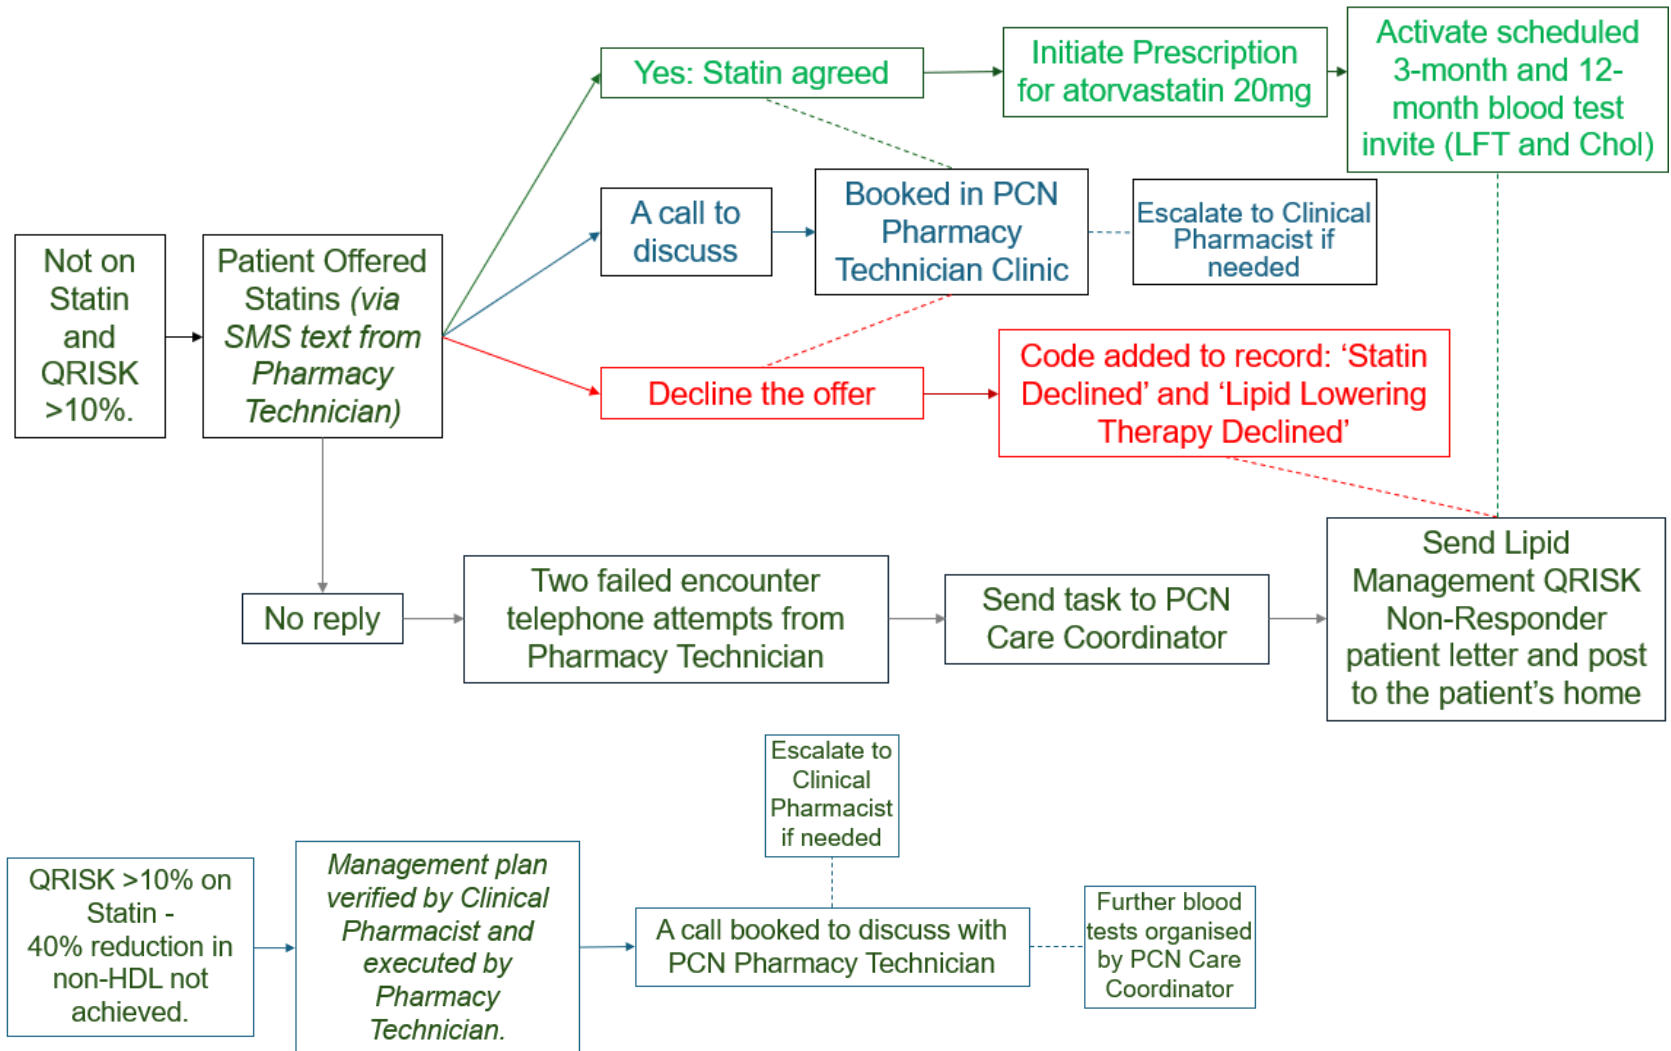 Yes: Statin agreed
Initiate Prescription
for atorvastatin 20mg
Activate scheduled
3-month and 12-
month blood test
invite (LFT and Chol)
A call to
discuss
Booked in PCN
Pharmacy
Technician Clinic
Escalate to Clinical
Pharmacist if
needed
Not on
Statin
and
QRISK
>10%.
Patient Offered
Statins (via
SMS text from
Pharmacy
Technician)
Decline the offer
Code added to record: ‘Statin
Declined’ and ‘Lipid Lowering
Therapy Declined’
No reply
Two failed encounter
telephone attempts from
Pharmacy Technician
Send task to PCN
Care Coordinator
Send Lipid
Management QRISK
Non-Responder
patient letter and post
to the patient’s home
QRISK >10% on
Statin -
40% reduction in
non-HDL not
achieved.
Management plan
verified by Clinical
Pharmacist and
executed by
Pharmacy
Technician.
Escalate to
Clinical
Pharmacist
if needed
A call booked to discuss with
PCN Pharmacy Technician
Further blood
tests organised
by PCN Care
Coordinator